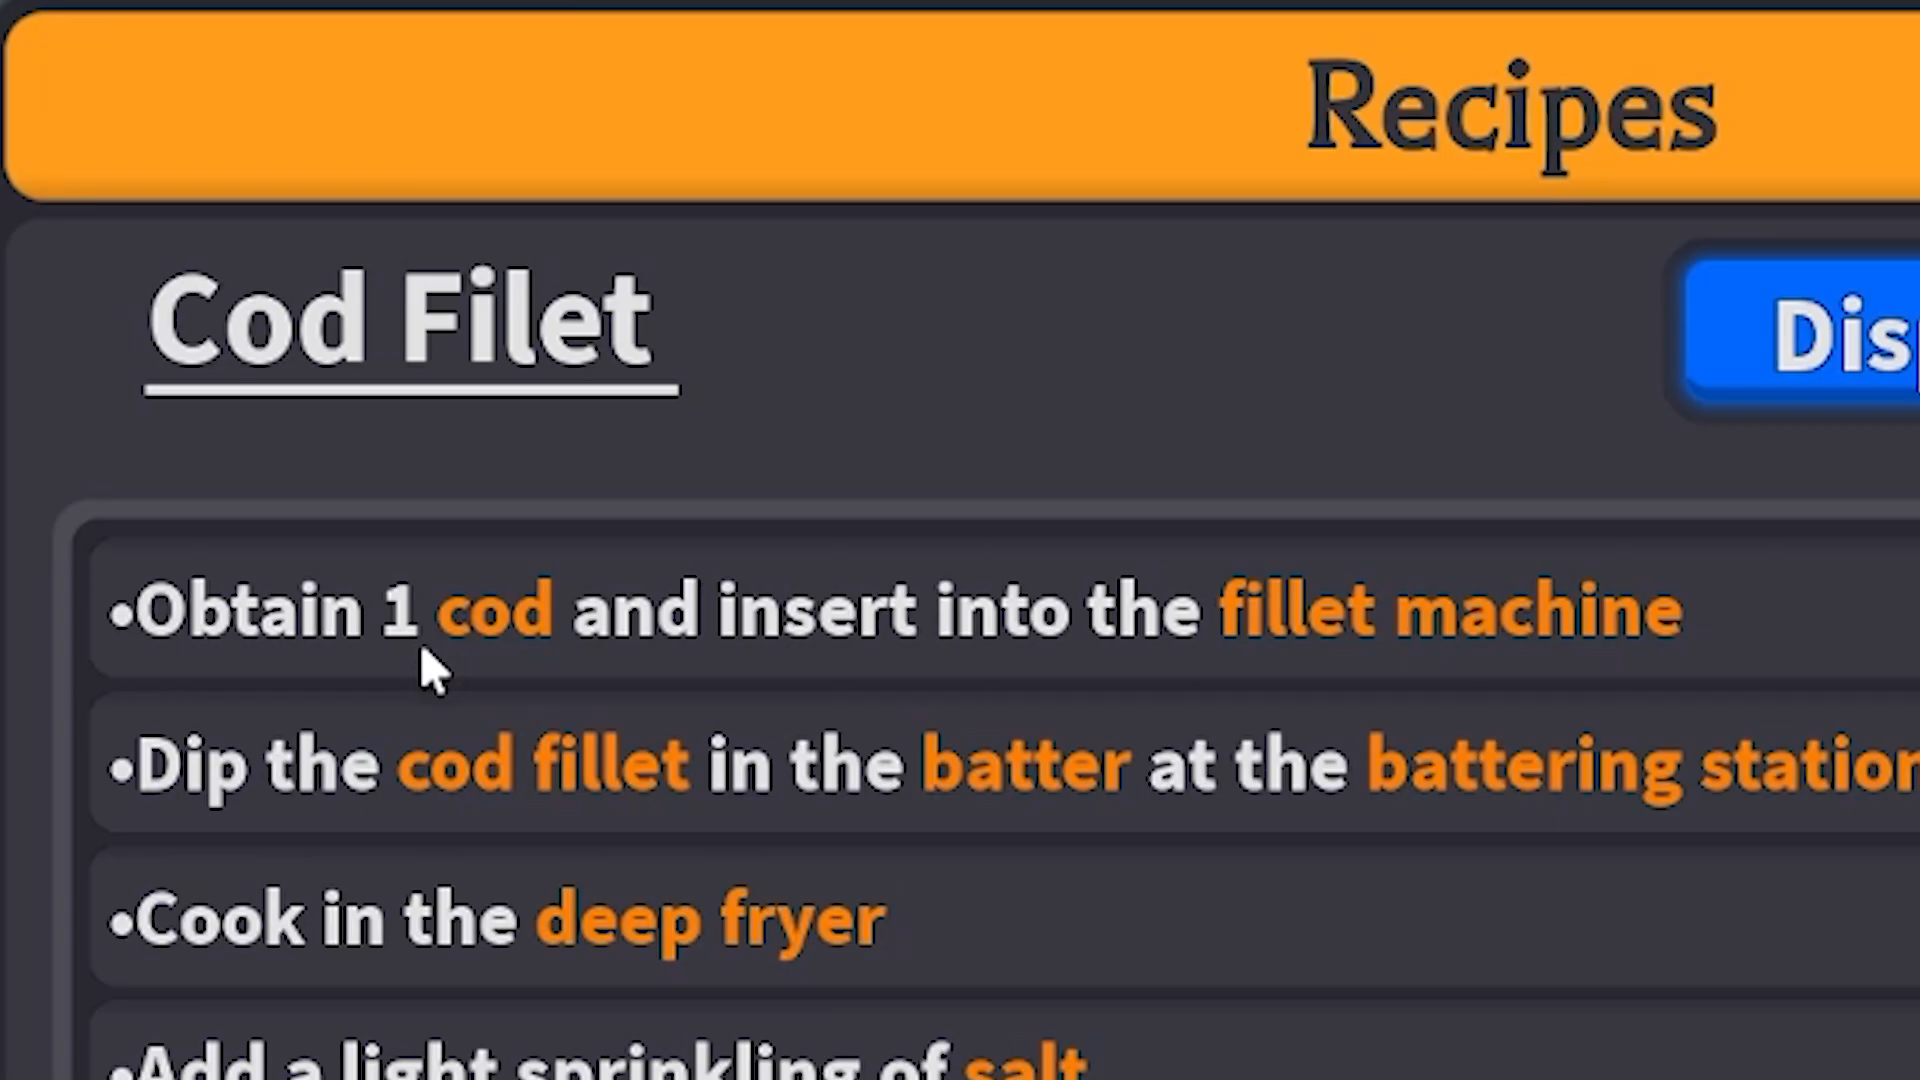 Recipes
Cod Filet
•Obtain 1 cod and insert into the fillet machine
•Dip the cod fillet in the batter at the battering station
•Cook in the deep fryer
•Add a light sprinkling of salt